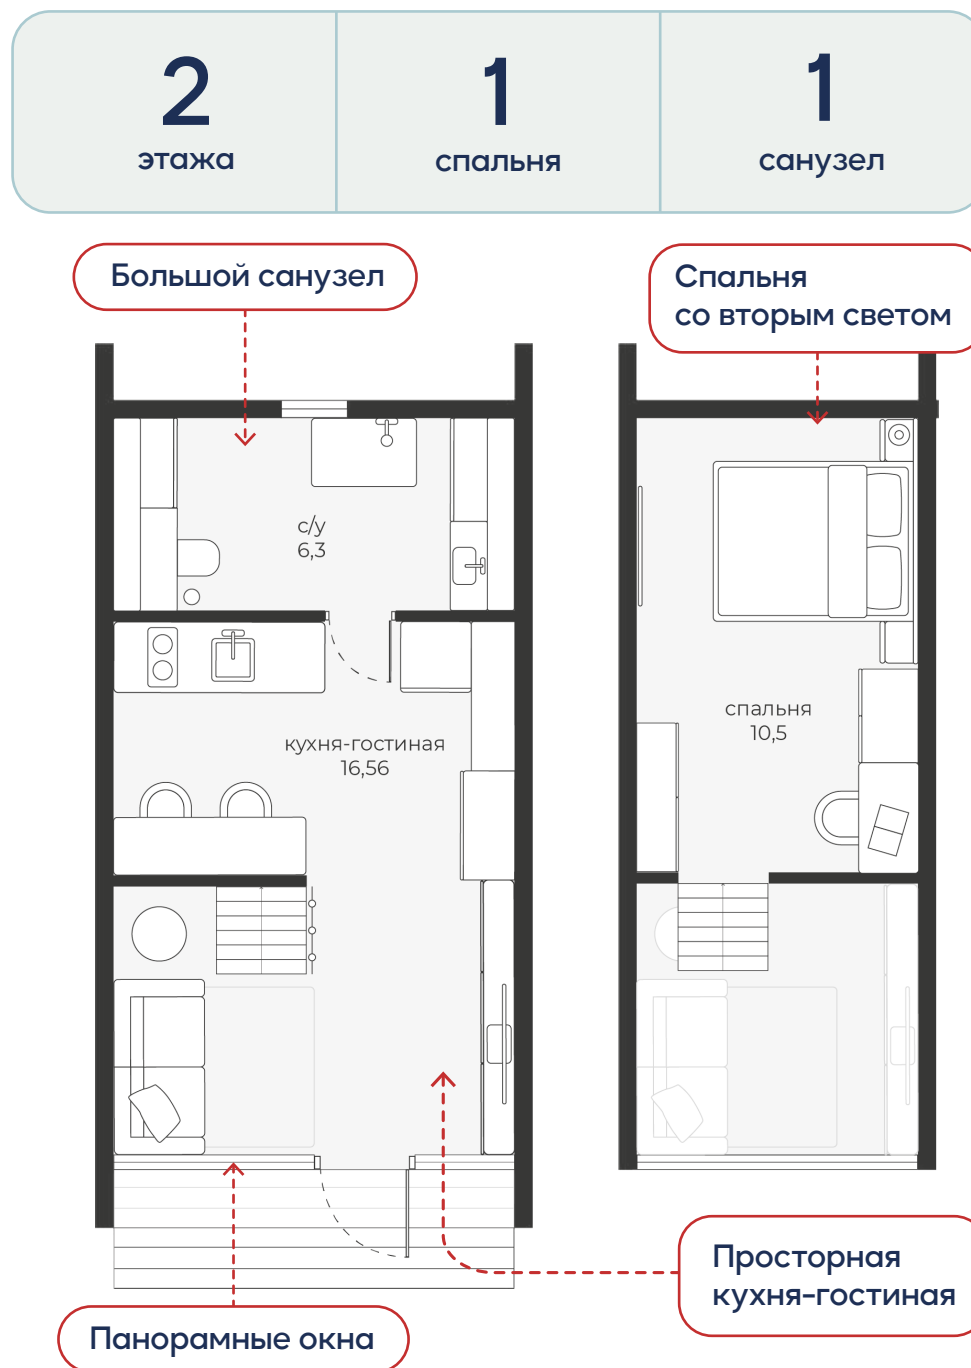 2
этажа
1
спальня
1
санузел
Большой санузел
Спальня
со вторым светом
с/у
6,3
кухня-гостиная
16,56
спальня
10,5
Просторная
кухня-гостиная
Панорамные окна